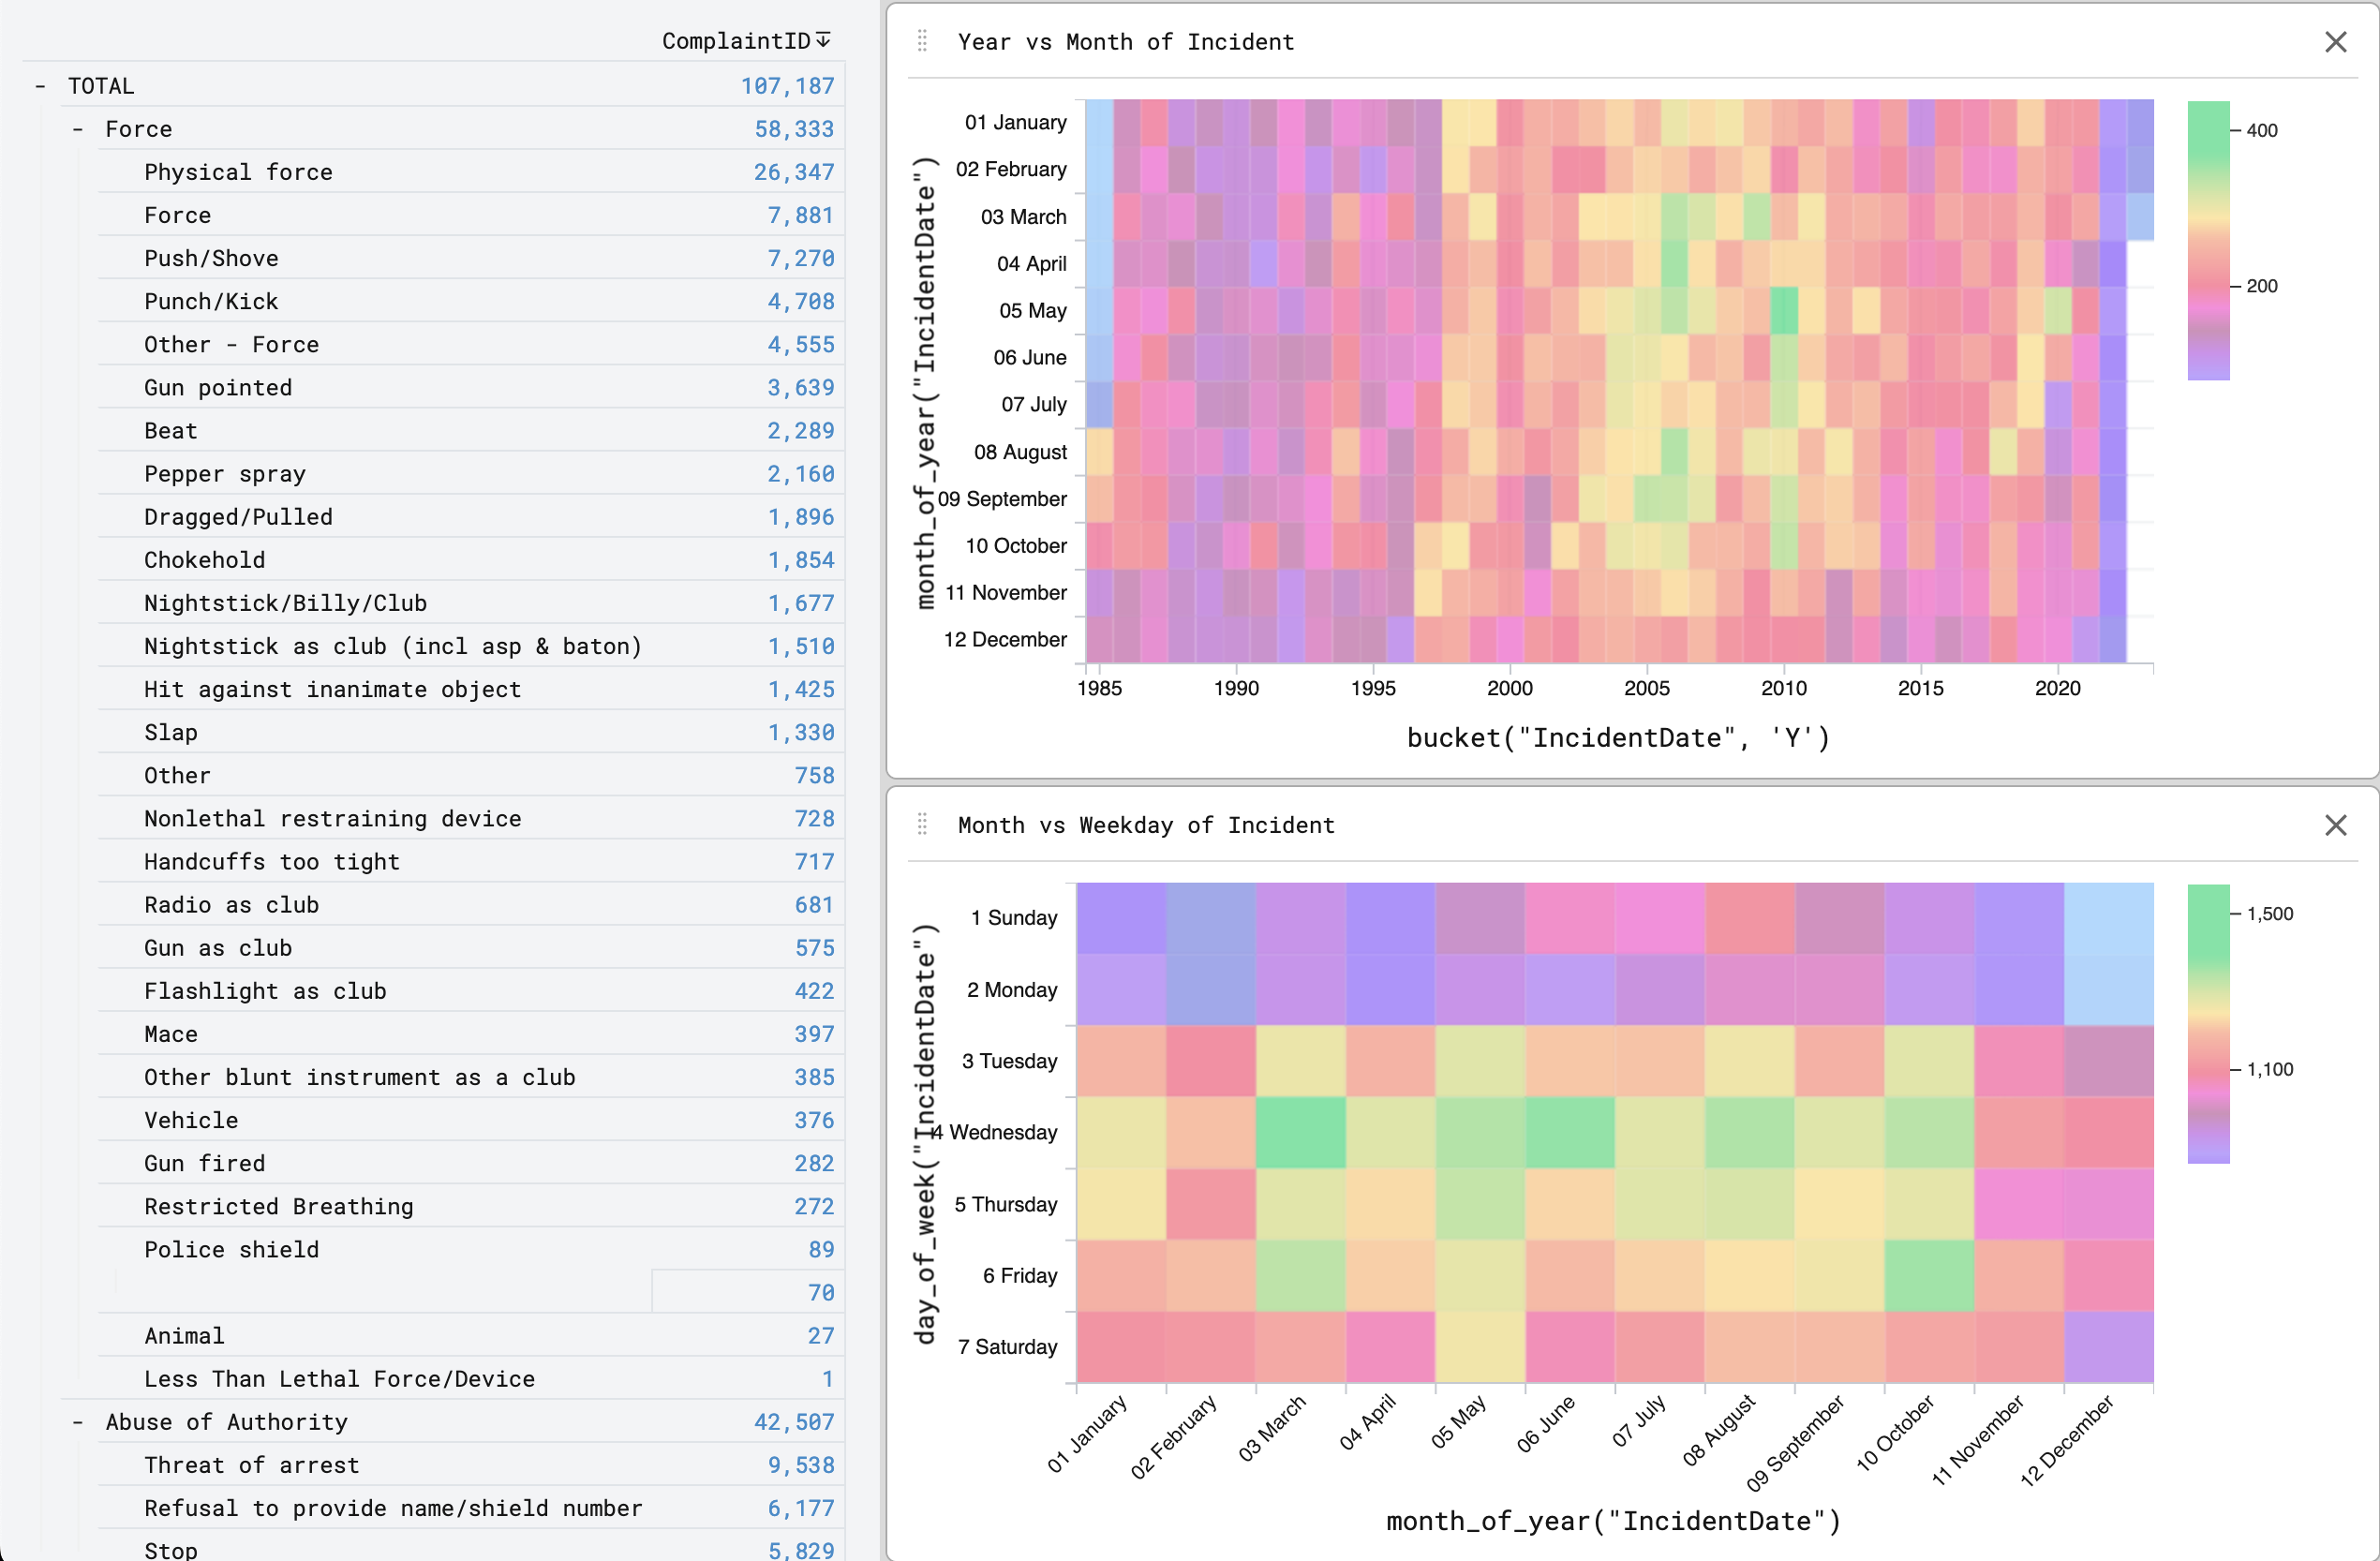 ComplaintID
- TOTAL 107,187
- Force 58,333
Physical force 26,347
Force 7,881
Push/Shove 7,270
Punch/Kick 4,708
Other - Force 4,555
Gun pointed 3,639
Beat 2,289
Pepper spray 2,160
Dragged/Pulled 1,896
Chokehold 1,854
Nightstick/Billy/Club 1,677
Nightstick as club (incl asp & baton) 1,510
Hit against inanimate object 1,425
Slap 1,330
Other 758
Nonlethal restraining device 728
Handcuffs too tight 717
Radio as club 681
Gun as club 575
Flashlight as club 422
Mace 397
Other blunt instrument as a club 385
Vehicle 376
Gun fired 282
Restricted Breathing 272
Police shield 89
70
Animal 27
Less Than Lethal Force/Device 1
- Abuse of Authority 42,507
Threat of arrest 9,538
Refusal to provide name/shield number 6,177
Stop 5,829
Year vs Month of Incident
month_of_year("IncidentDate")
01 January
02 February
03 March
04 April
05 May
06 June
07 July
08 August
09 September
10 October
11 November
12 December
1985 1990 1995 2000 2005 2010 2015 2020
bucket("IncidentDate", 'Y')
400
200
Month vs Weekday of Incident
day_of_week("IncidentDate")
1 Sunday
2 Monday
3 Tuesday
4 Wednesday
5 Thursday
6 Friday
7 Saturday
01 January 02 February 03 March 04 April 05 May 06 June 07 July 08 August 09 September 10 October 11 November 12 December
month_of_year("IncidentDate")
1,500
1,100